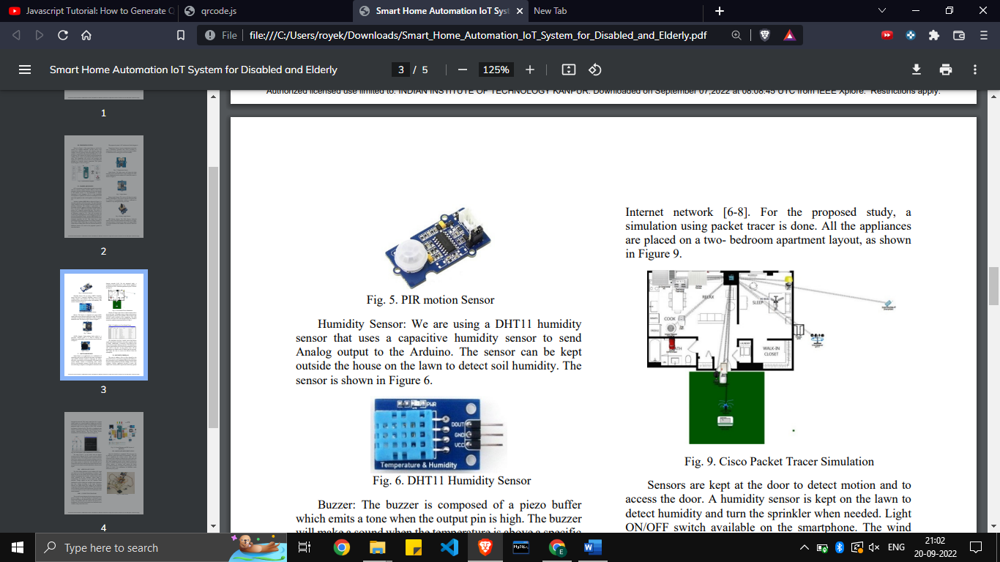 Javascript Tutorial: How to Generate Q
qrcode.js
Smart Home Automation IoT Syst
New Tab
File
file:///C:/Users/royek/Downloads/Smart_Home_Automation_IoT_System_for_Disabled_and_Elderly.pdf
Smart Home Automation IoT System for Disabled and Elderly
3 / 5
125%
1
2
3
4
Authorized licensed use limited to: INDIAN INSTITUTE OF TECHNOLOGY KANPUR. Downloaded on September 07,2022 at 08:08:45 UTC from IEEE Xplore. Restrictions apply.
Fig. 5. PIR motion Sensor
Humidity Sensor: We are using a DHT11 humidity
sensor that uses a capacitive humidity sensor to send
Analog output to the Arduino. The sensor can be kept
outside the house on the lawn to detect soil humidity. The
sensor is shown in Figure 6.
PWR
DOUT
GND
VCC
Temperature & Humidity
Fig. 6. DHT11 Humidity Sensor
Buzzer: The buzzer is composed of a piezo buffer
which emits a tone when the output pin is high. The buzzer
will make a sound when the temperature is above a specific
Internet network [6-8]. For the proposed study, a
simulation using packet tracer is done. All the appliances
are placed on a two- bedroom apartment layout, as shown
in Figure 9.
RELAX
SLEEP
COOK
WALK-IN
CLOSET
Fig. 9. Cisco Packet Tracer Simulation
Sensors are kept at the door to detect motion and to
access the door. A humidity sensor is kept on the lawn to
detect humidity and turn the sprinkler when needed. Light
ON/OFF switch available on the smartphone. The wind
Type here to search
ENG
21:02
20-09-2022